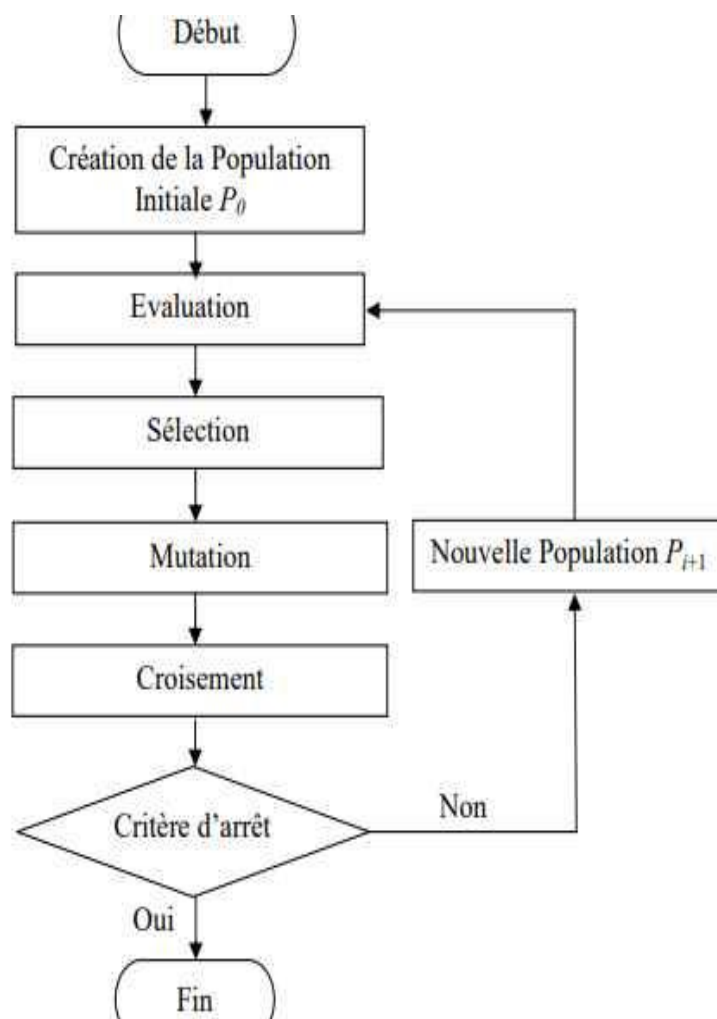 Début
Création de la Population
Initiale P0
Evaluation
Sélection
Mutation
Nouvelle Population Pi+1
Croisement
Critère d'arrêt
Non
Oui
Fin